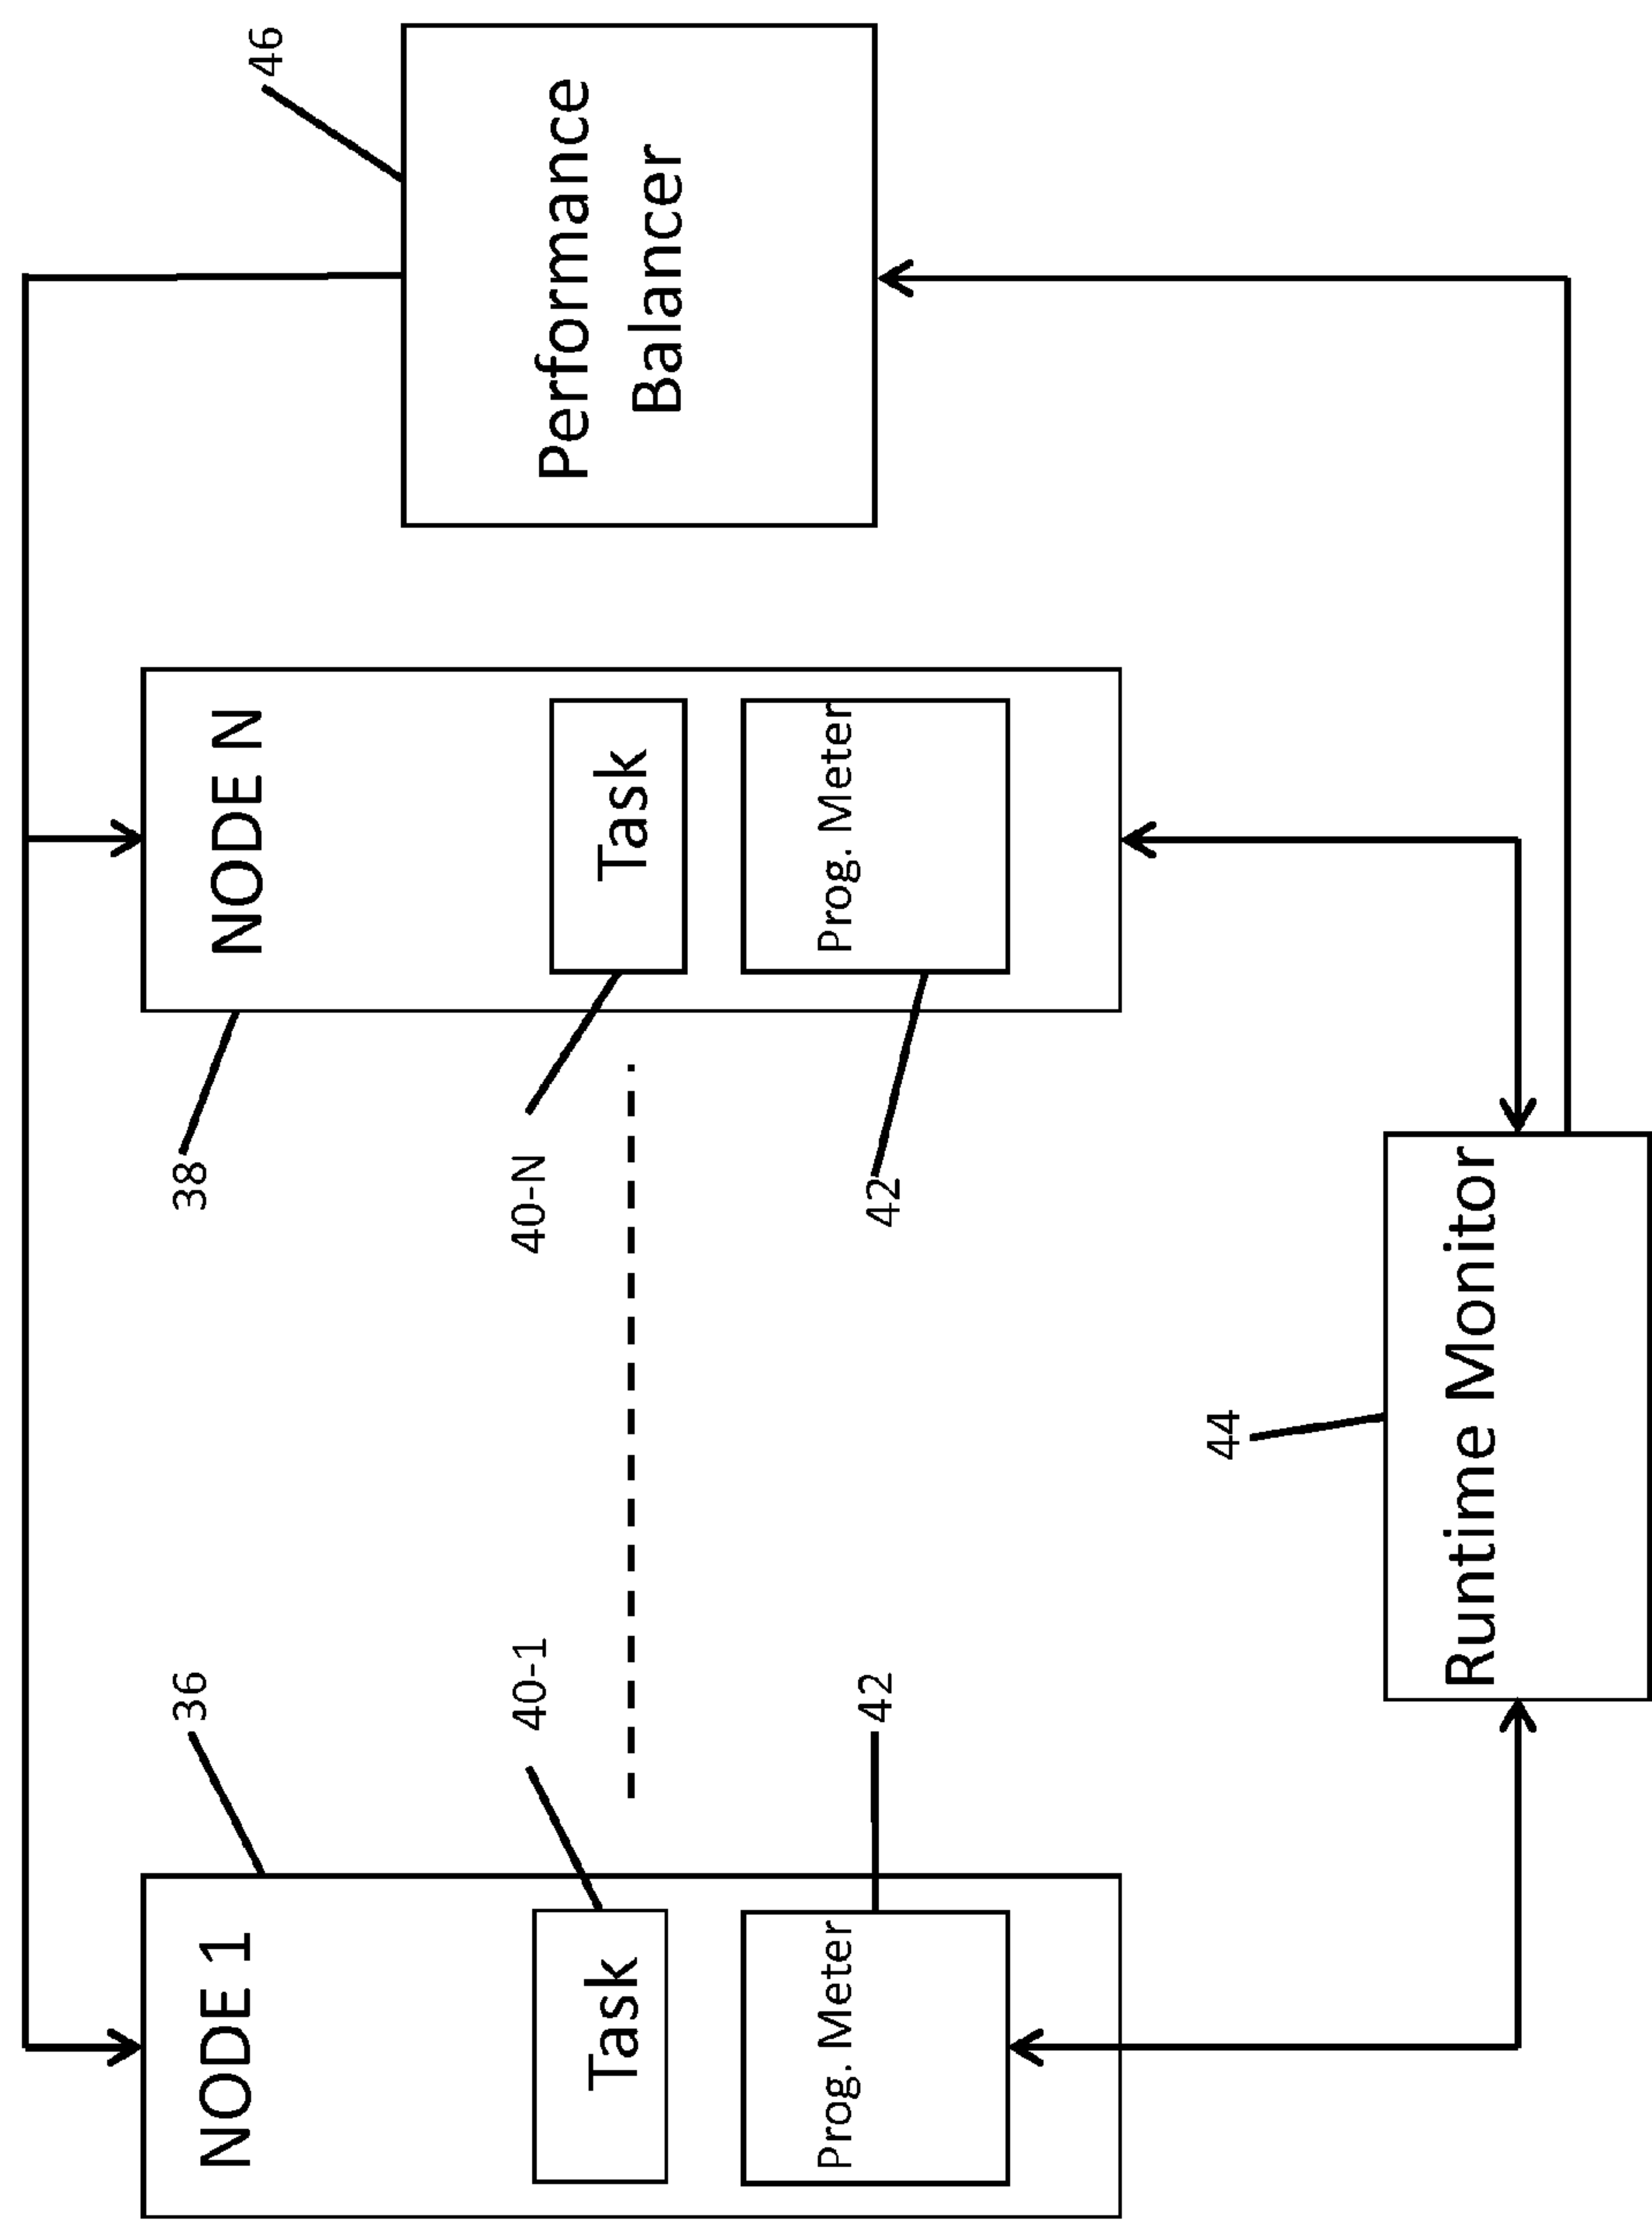 NODE 1
36
Task
40-1
Prog. Meter
42
NODE N
38
Task
40-N
Prog. Meter
42
Performance
Balancer
46
Runtime Monitor
44